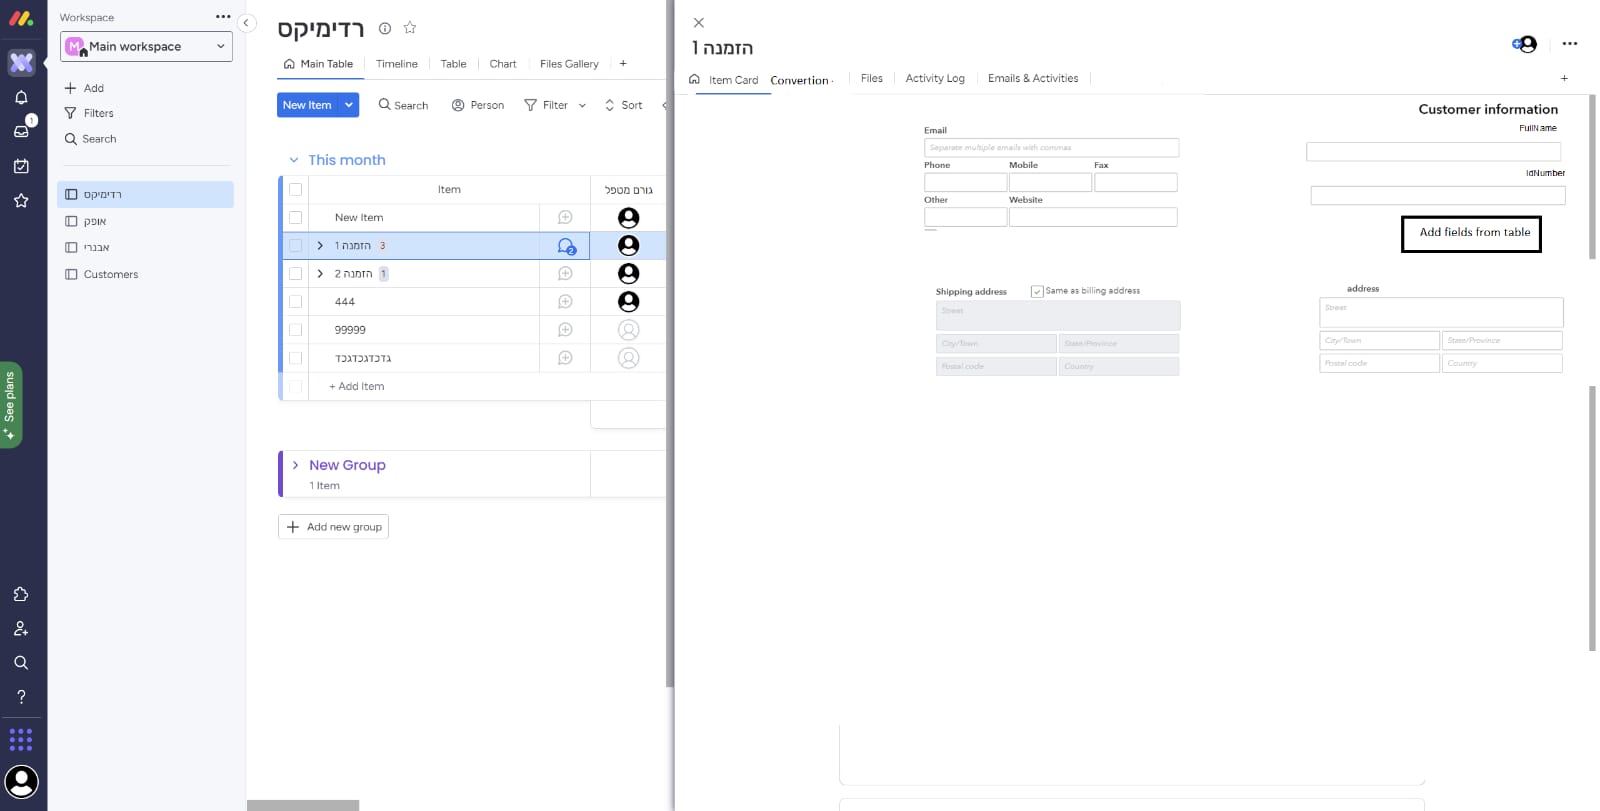 Workspace
M Main workspace
Add
Filters
Search
1
רדימיקס
אופק
אבנרי
Customers
See plans
רדימיקס
Main Table
Timeline
Table
Chart
Files Gallery
+
New Item
Search
Person
Filter
Sort
This month
Item
גורם מטפל
New Item
הזמנה 1
3
2
הזמנה 2
1
444
99999
גדכדגכדגכד
+ Add Item
New Group
1 Item
Add new group
?
הזמנה 1
Item Card
Convertion
Files
Activity Log
Emails & Activities
+
Customer information
FullName
IdNumber
Add fields from table
Email
Separate multiple emails with commas
Phone
Mobile
Fax
Other
Website
Shipping address
Same as billing address
Street
City/Town
State/Province
Postal code
Country
address
Street
City/Town
State/Province
Postal code
Country